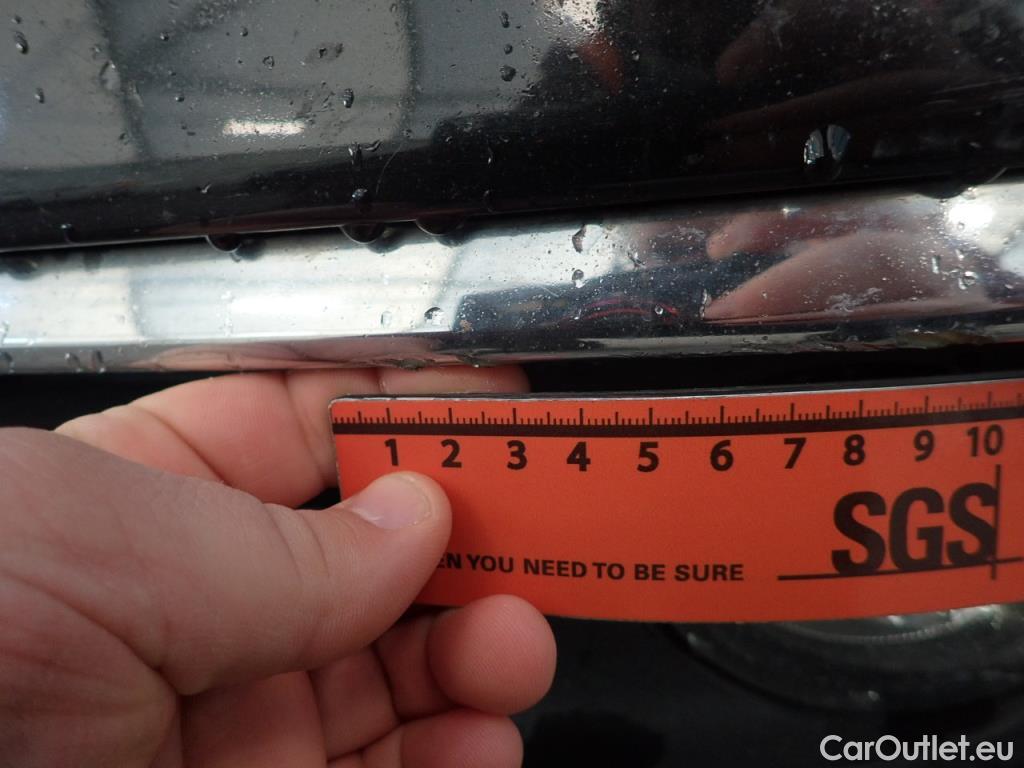 1 2 3 4 5 6 7 8 9 10
SGS
EN YOU NEED TO BE SURE
CarOutlet.eu